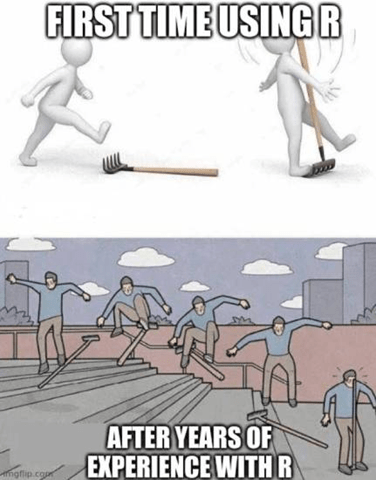 FIRST TIME USING R
AFTER YEARS OF
EXPERIENCE WITH R
imgflip.com